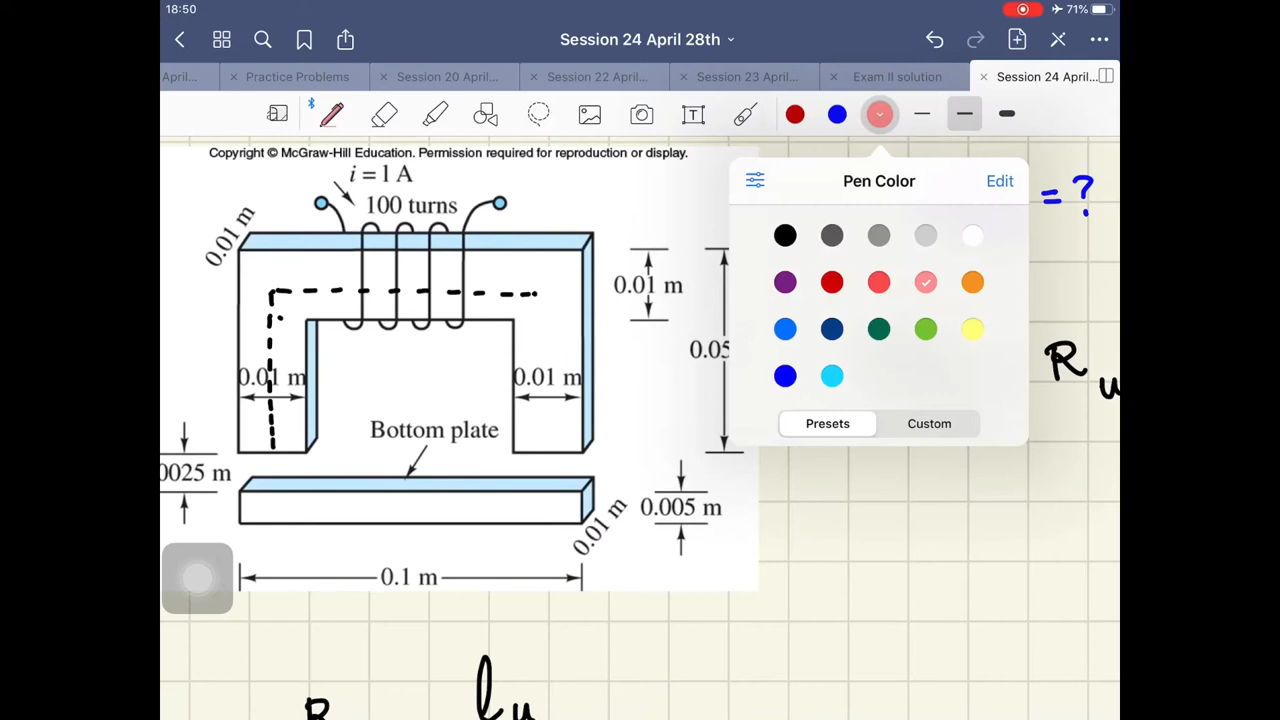 18:50
71%
Session 24 April 28th
April...
Practice Problems
Session 20 April...
Session 22 April...
Session 23 April...
Exam II solution
Session 24 April...
T
Copyright © McGraw-Hill Education. Permission required for reproduction or display.
Pen Color
Edit
= ?
i = 1 A
100 turns
0.01 m
0.01 m
0.05
R u
0.01 m
0.01 m
Bottom plate
Presets
Custom
0025 m
0.005 m
0.01 m
0.1 m
R
lu